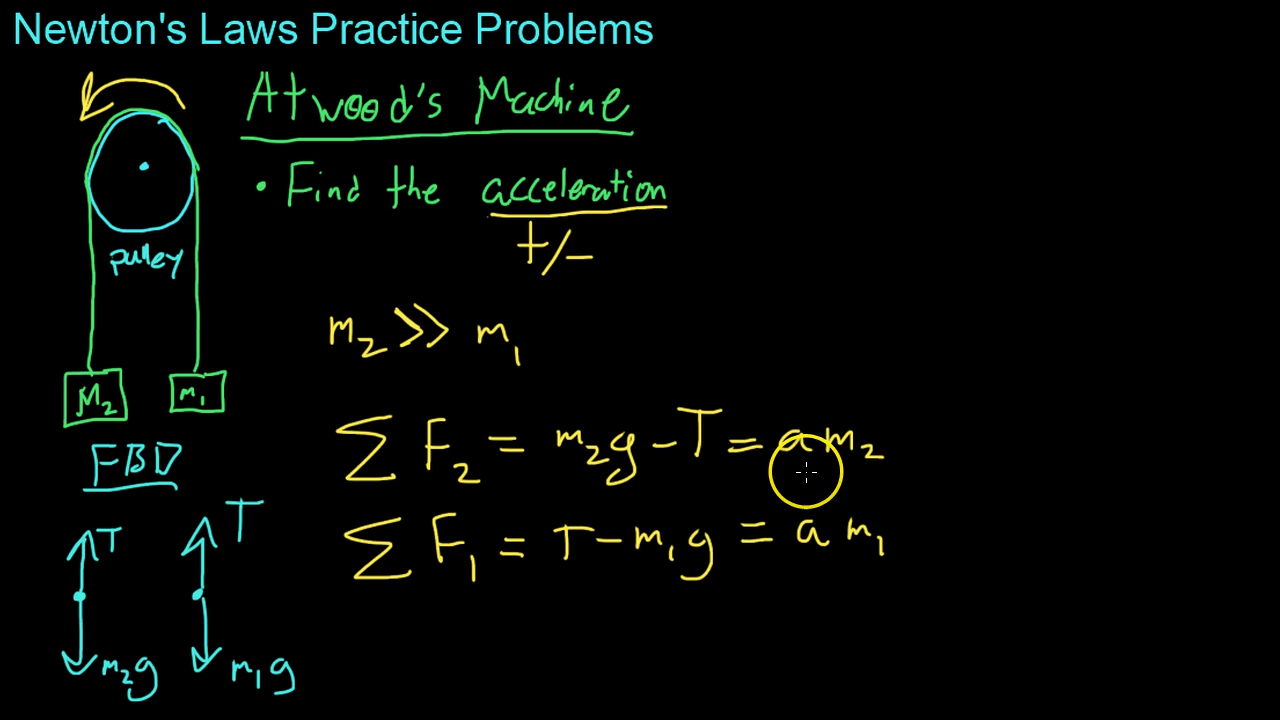 Newton's Laws Practice Problems
Atwood's Machine
• Find the acceleration
+/-
pulley
m₂ >> m₁
M₂ m₁
∑ F₂ = m₂g - T = a m₂
FBD
∑ F₁ = T - m₁g = a m₁
T T
m₂g m₁g